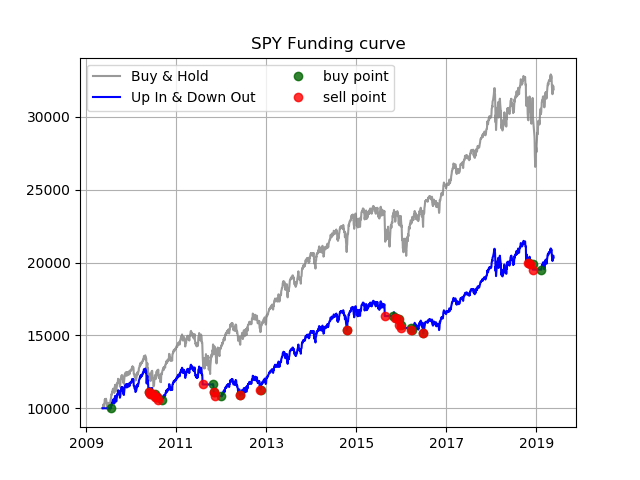 SPY Funding curve
Buy & Hold
Up In & Down Out
buy point
sell point
30000
25000
20000
15000
10000
2009 2011 2013 2015 2017 2019